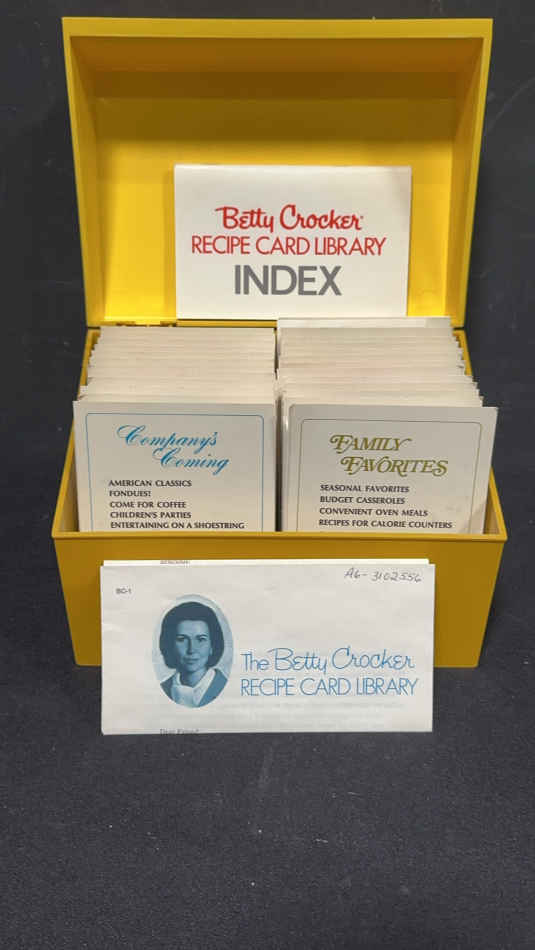 Betty Crocker®
RECIPE CARD LIBRARY
INDEX
Company's
Coming
AMERICAN CLASSICS
FONDUES!
COME FOR COFFEE
CHILDREN'S PARTIES
ENTERTAINING ON A SHOESTRING
FAMILY
FAVORITES
SEASONAL FAVORITES
BUDGET CASSEROLES
CONVENIENT OVEN MEALS
RECIPES FOR CALORIE COUNTERS
A6-3102556
BC-1
The Betty Crocker
RECIPE CARD LIBRARY
Dear Friend